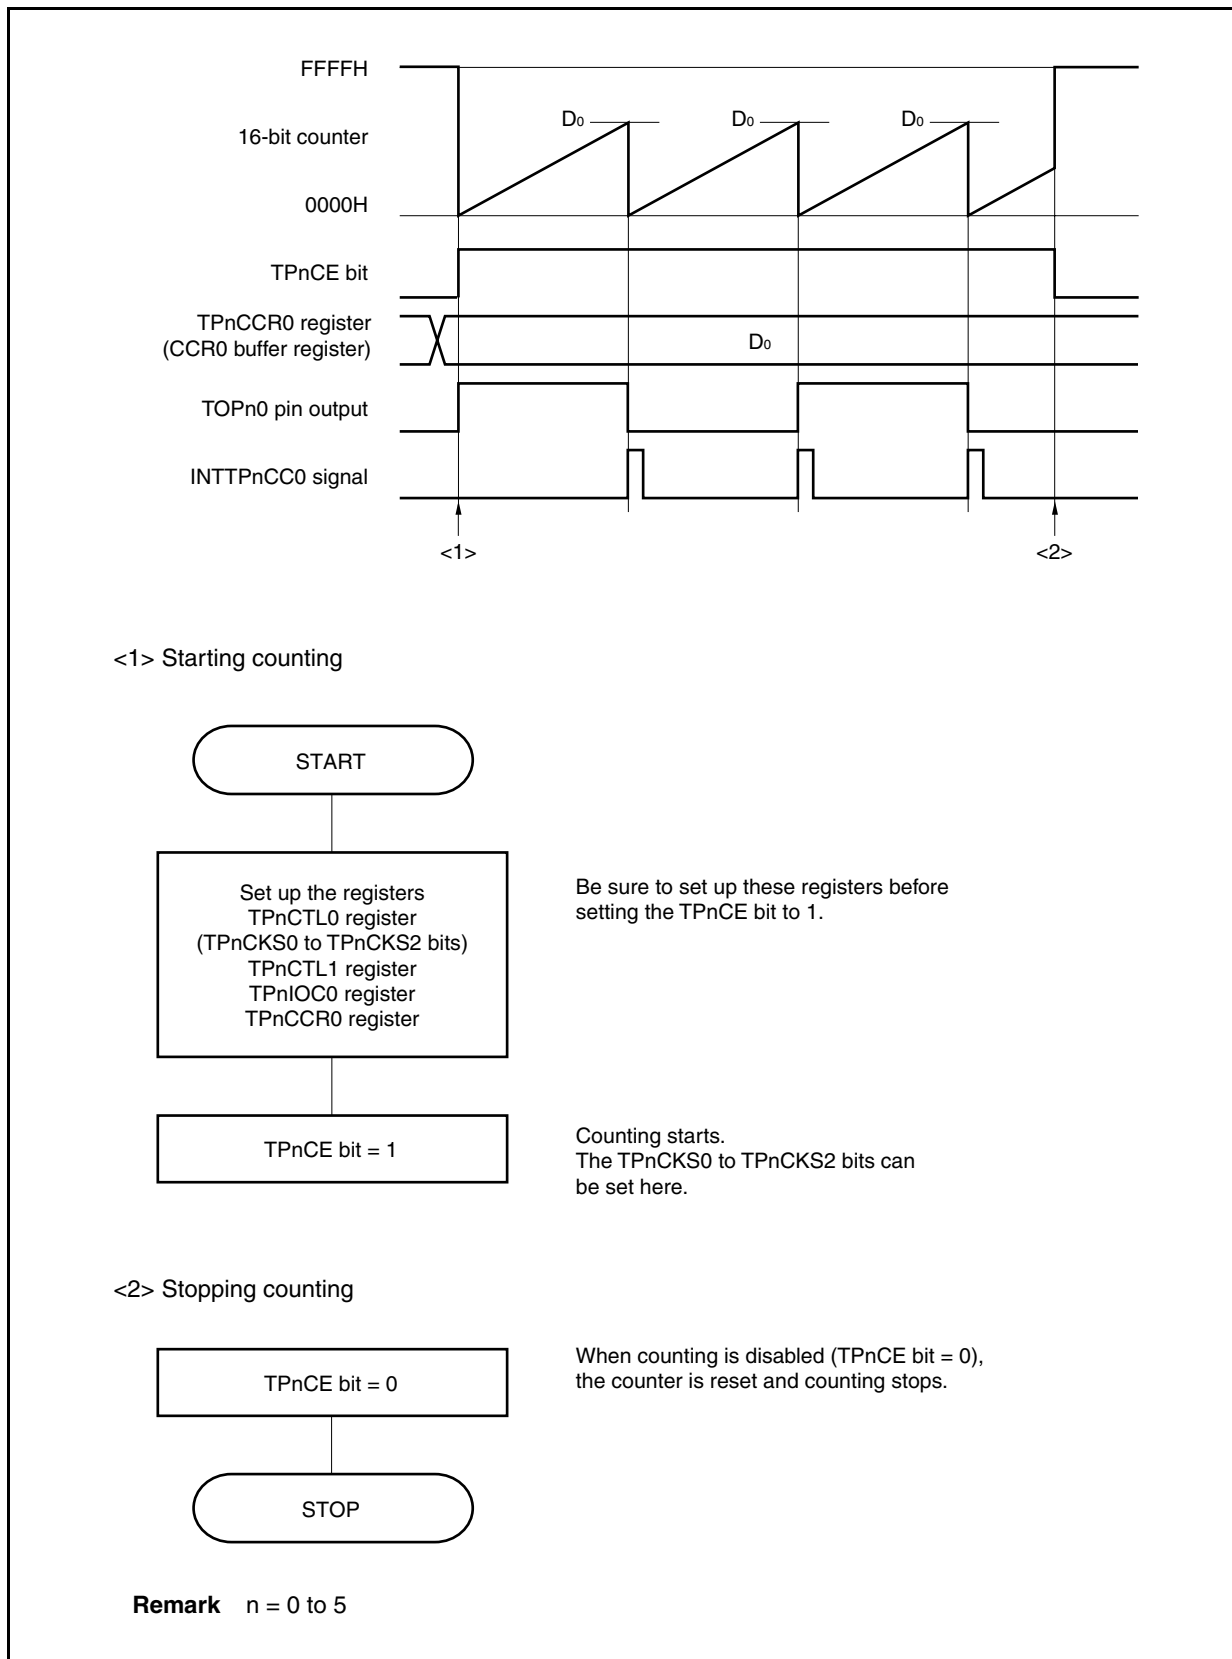 FFFFH
D0 D0 D0
16-bit counter
0000H
TPnCE bit
TPnCCR0 register
(CCR0 buffer register)
D0
TOPn0 pin output
INTTPnCC0 signal
<1> <2>
<1> Starting counting
START
Set up the registers
TPnCTL0 register
(TPnCKS0 to TPnCKS2 bits)
TPnCTL1 register
TPnIOC0 register
TPnCCR0 register
Be sure to set up these registers before
setting the TPnCE bit to 1.
TPnCE bit = 1
Counting starts.
The TPnCKS0 to TPnCKS2 bits can
be set here.
<2> Stopping counting
TPnCE bit = 0
When counting is disabled (TPnCE bit = 0),
the counter is reset and counting stops.
STOP
Remark n = 0 to 5